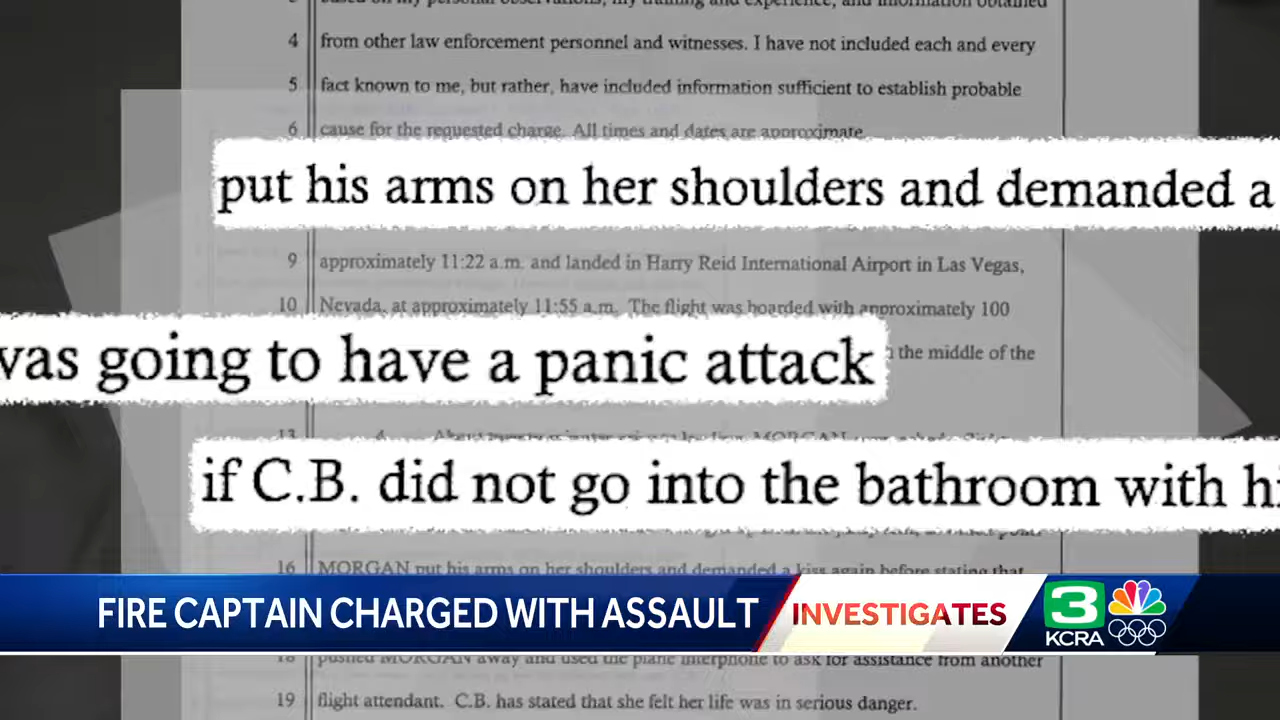 based on my personal observations, my training and experience, and information obtained
4 from other law enforcement personnel and witnesses. I have not included each and every
5 fact known to me, but rather, have included information sufficient to establish probable
6 cause for the requested charge. All times and dates are approximate.
put his arms on her shoulders and demanded a
9 approximately 11:22 a.m. and landed in Harry Reid International Airport in Las Vegas,
10 Nevada, at approximately 11:55 a.m. The flight was boarded with approximately 100
was going to have a panic attack
the middle of the
13
MORGAN
if C.B. did not go into the bathroom with hi
16 MORGAN put his arms on her shoulders and demanded a kiss again before stating that
FIRE CAPTAIN CHARGED WITH ASSAULT
INVESTIGATES
3
KCRA
18 pushed MORGAN away and used the plane interphone to ask for assistance from another
19 flight attendant. C.B. has stated that she felt her life was in serious danger.